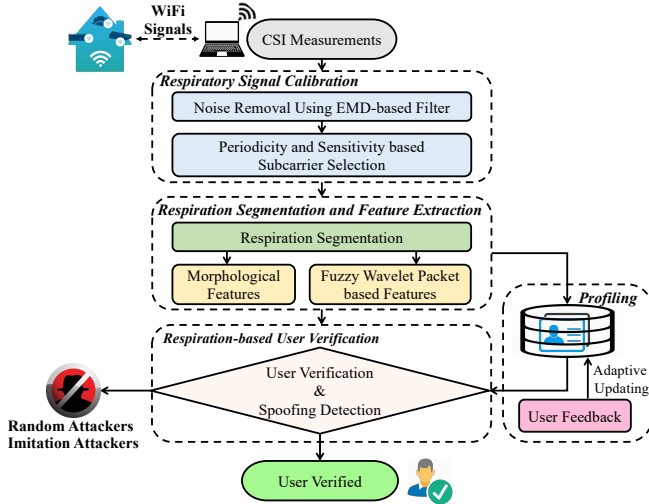 WiFi
Signals
CSI Measurements
Respiratory Signal Calibration
Noise Removal Using EMD-based Filter
Periodicity and Sensitivity based
Subcarrier Selection
Respiration Segmentation and Feature Extraction
Respiration Segmentation
Morphological
Features
Fuzzy Wavelet Packet
based Features
Profiling
Adaptive
Updating
User Feedback
Respiration-based User Verification
User Verification
&
Spoofing Detection
Random Attackers
Imitation Attackers
User Verified